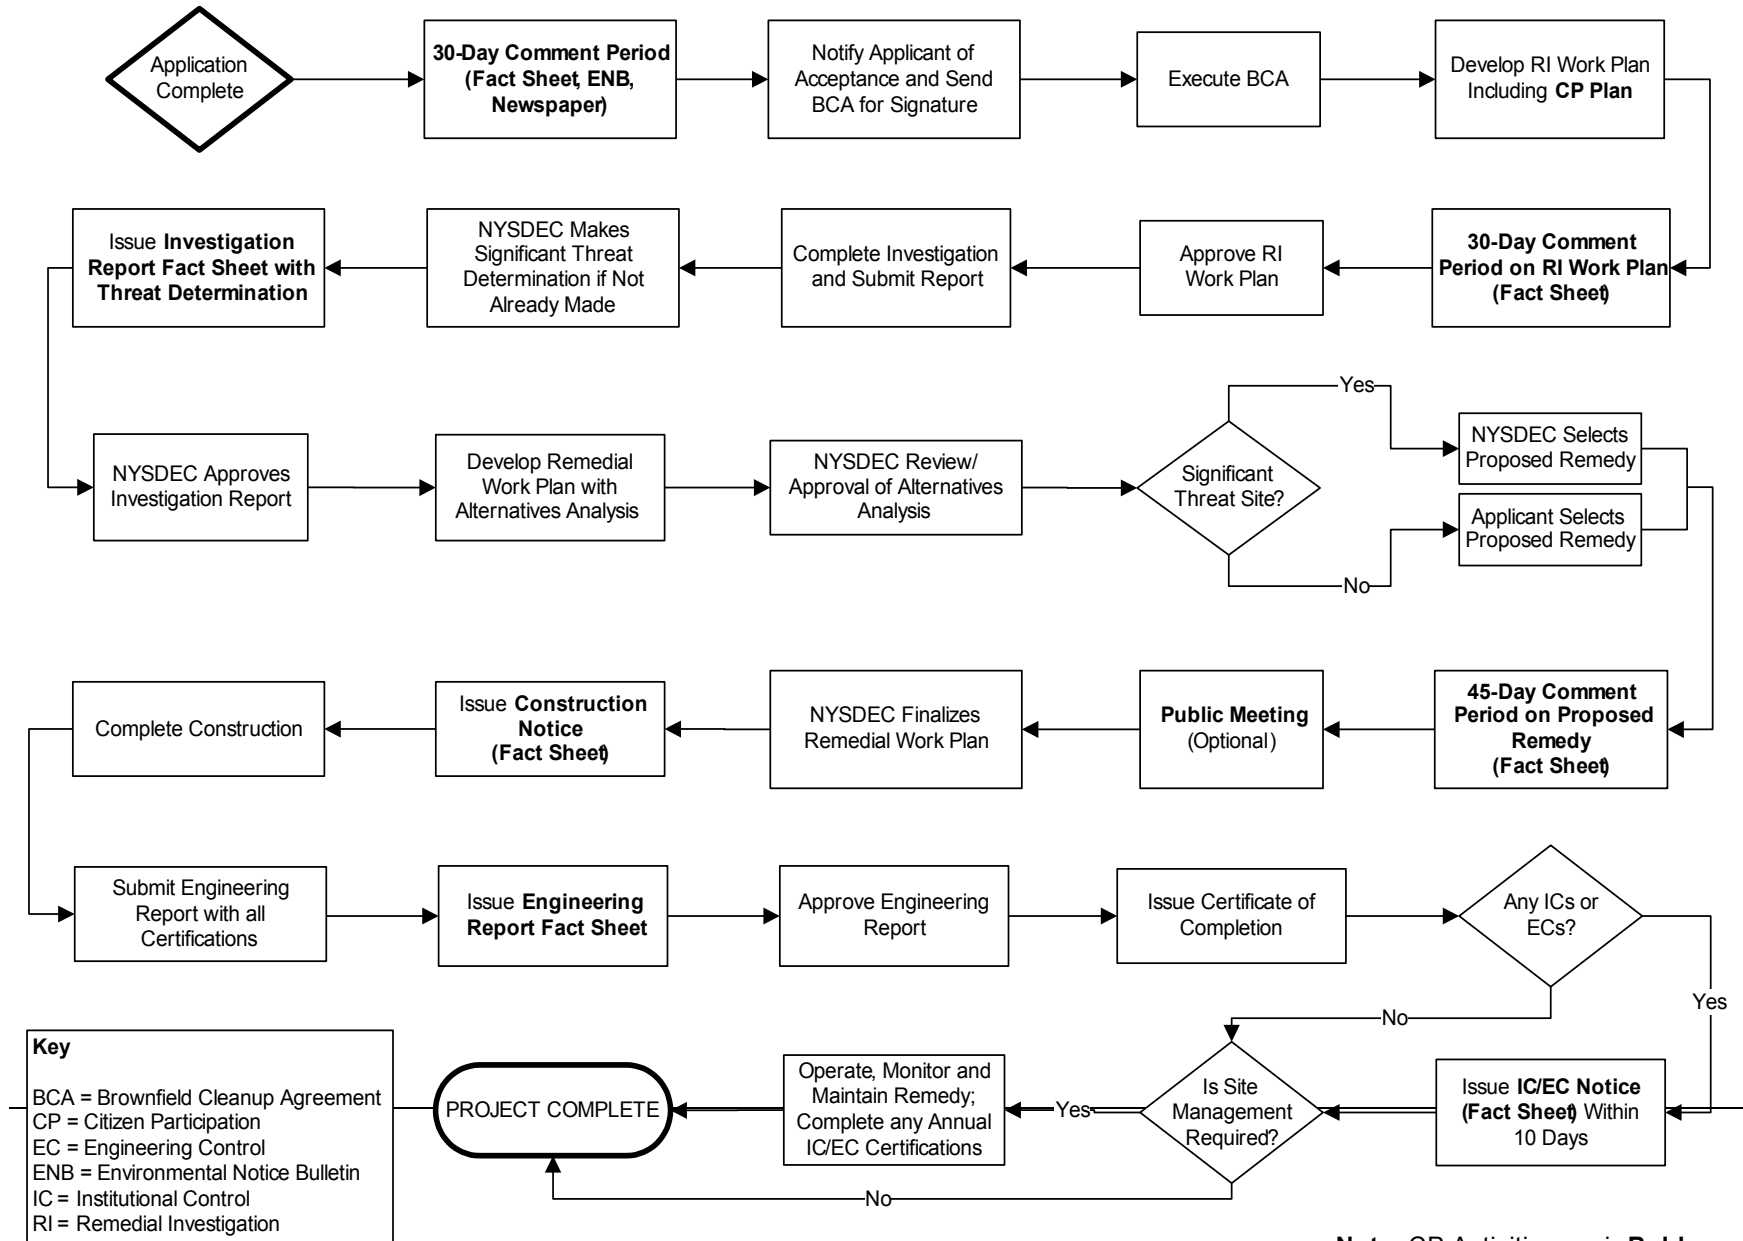 Application
Complete
30-Day Comment Period
(Fact Sheet, ENB,
Newspaper)
Notify Applicant of
Acceptance and Send
BCA for Signature
Execute BCA
Develop RI Work Plan
Including CP Plan
Issue Investigation
Report Fact Sheet with
Threat Determination
NYSDEC Makes
Significant Threat
Determination if Not
Already Made
Complete Investigation
and Submit Report
Approve RI
Work Plan
30-Day Comment
Period on RI Work Plan
(Fact Sheet)
NYSDEC Approves
Investigation Report
Develop Remedial
Work Plan with
Alternatives Analysis
NYSDEC Review/
Approval of Alternatives
Analysis
Significant
Threat Site?
Yes
No
NYSDEC Selects
Proposed Remedy
Applicant Selects
Proposed Remedy
Complete Construction
Issue Construction
Notice
(Fact Sheet)
NYSDEC Finalizes
Remedial Work Plan
Public Meeting
(Optional)
45-Day Comment
Period on Proposed
Remedy
(Fact Sheet)
Submit Engineering
Report with all
Certifications
Issue Engineering
Report Fact Sheet
Approve Engineering
Report
Issue Certificate of
Completion
Any ICs or
ECs?
Yes
No
Key
BCA = Brownfield Cleanup Agreement
CP = Citizen Participation
EC = Engineering Control
ENB = Environmental Notice Bulletin
IC = Institutional Control
RI = Remedial Investigation
PROJECT COMPLETE
Operate, Monitor and
Maintain Remedy;
Complete any Annual
IC/EC Certifications
Yes
Is Site
Management
Required?
Issue IC/EC Notice
(Fact Sheet) Within
10 Days
No